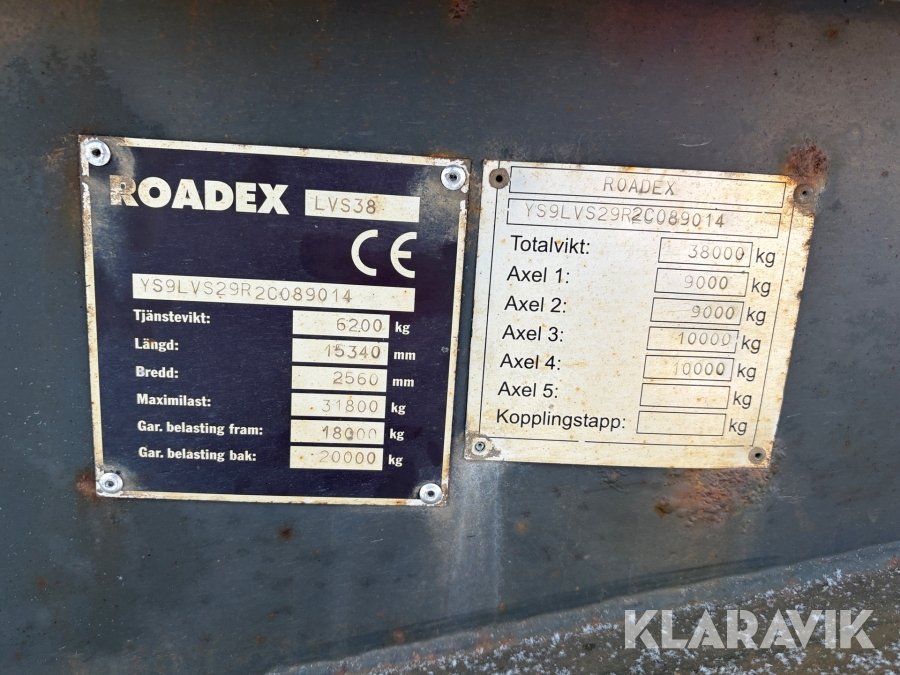 ROADEX LVS38
CE
YS9LVS29R2C089014
Tjänstevikt: 6200 kg
Längd: 15340 mm
Bredd: 2560 mm
Maximilast: 31800 kg
Gar. belasting fram: 18000 kg
Gar. belasting bak: 20000 kg
ROADEX
YS9LVS29R2C089014
Totalvikt: 38000 kg
Axel 1: 9000 kg
Axel 2: 9000 kg
Axel 3: 10000 kg
Axel 4: 10000 kg
Axel 5: kg
Kopplingstapp: kg
KLARAVIK